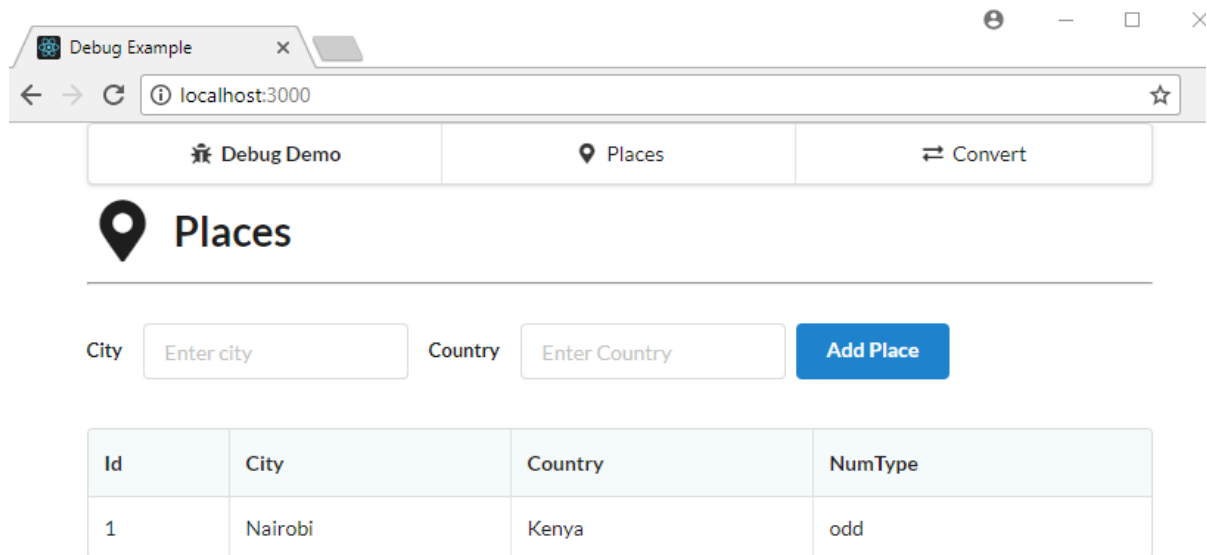 Debug Example
localhost:3000
Debug Demo Places Convert
Places
City Enter city Country Enter Country Add Place
Id City Country NumType
1 Nairobi Kenya odd